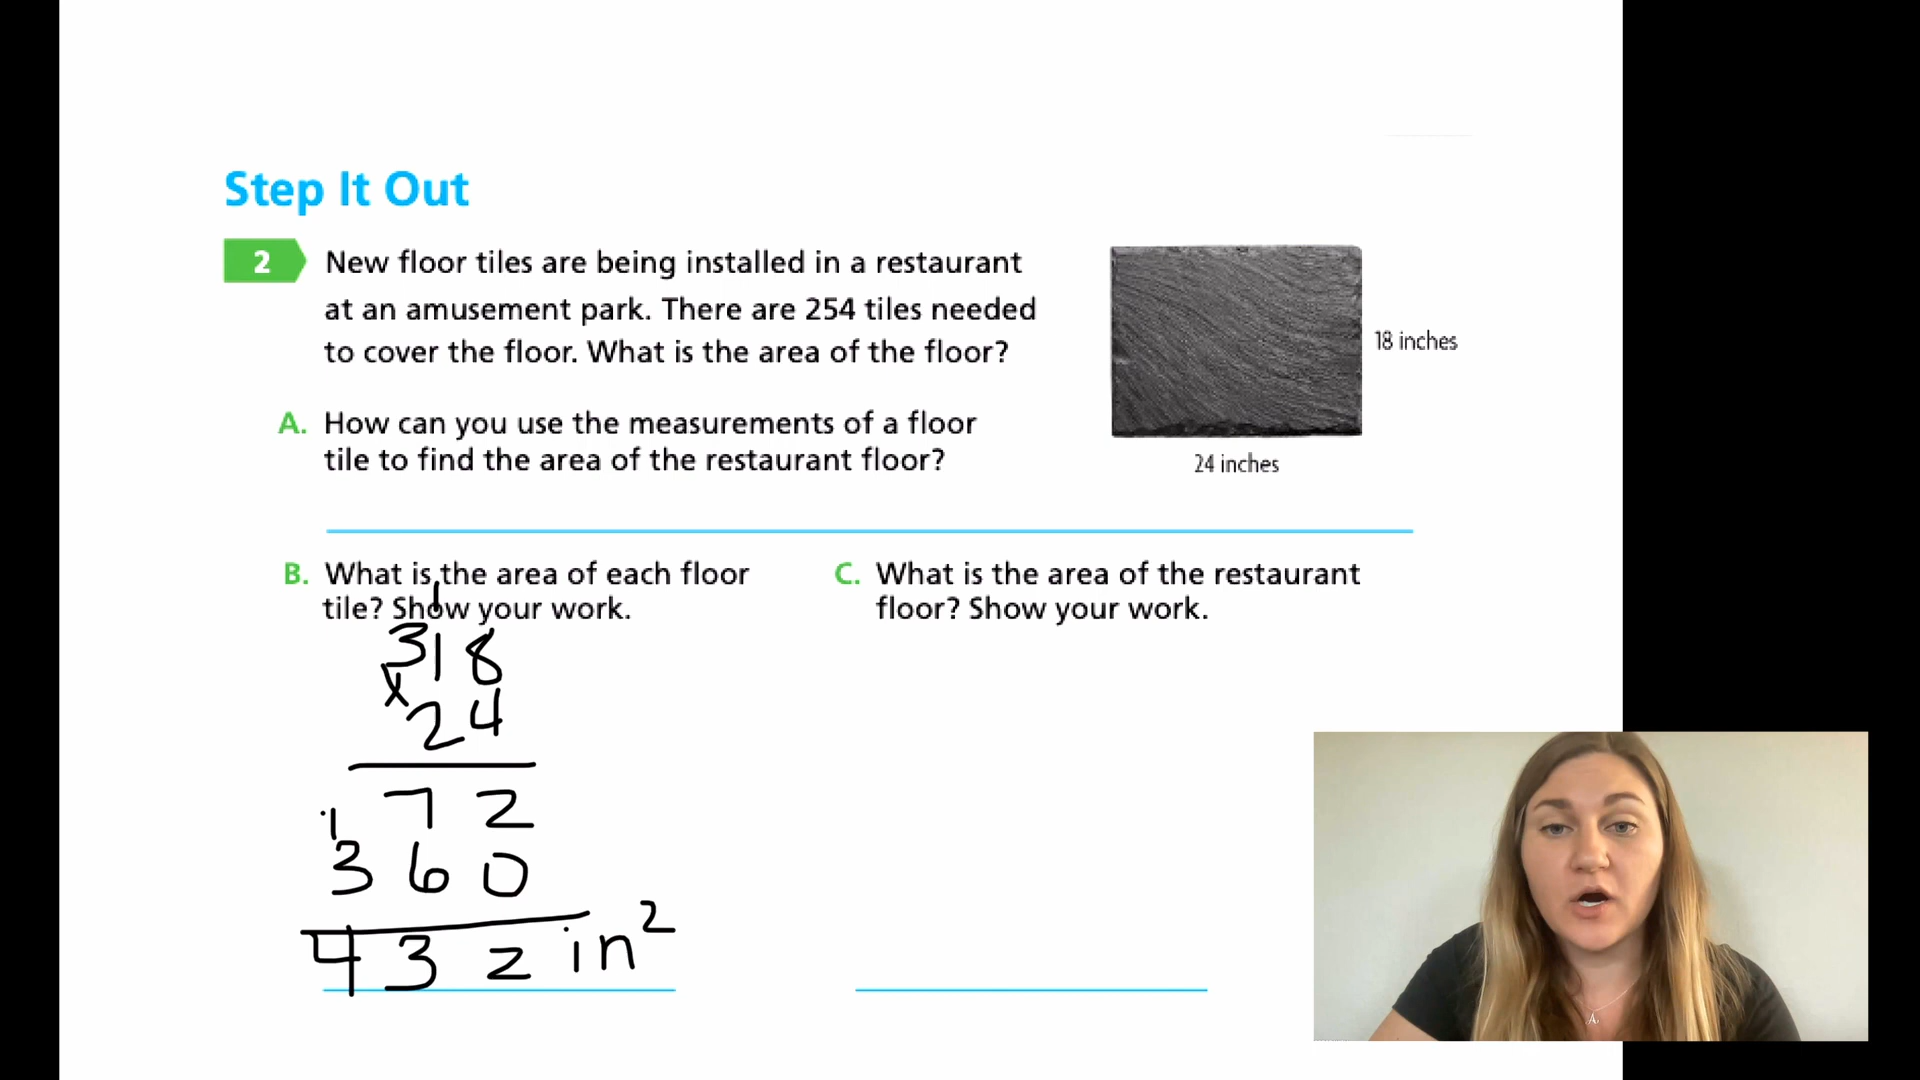 Step It Out
2 New floor tiles are being installed in a restaurant
at an amusement park. There are 254 tiles needed
to cover the floor. What is the area of the floor?
18 inches
24 inches
A. How can you use the measurements of a floor
tile to find the area of the restaurant floor?
B. What is the area of each floor
tile? Show your work.
1
318
x
24
72
1
360
432 in²
C. What is the area of the restaurant
floor? Show your work.
A